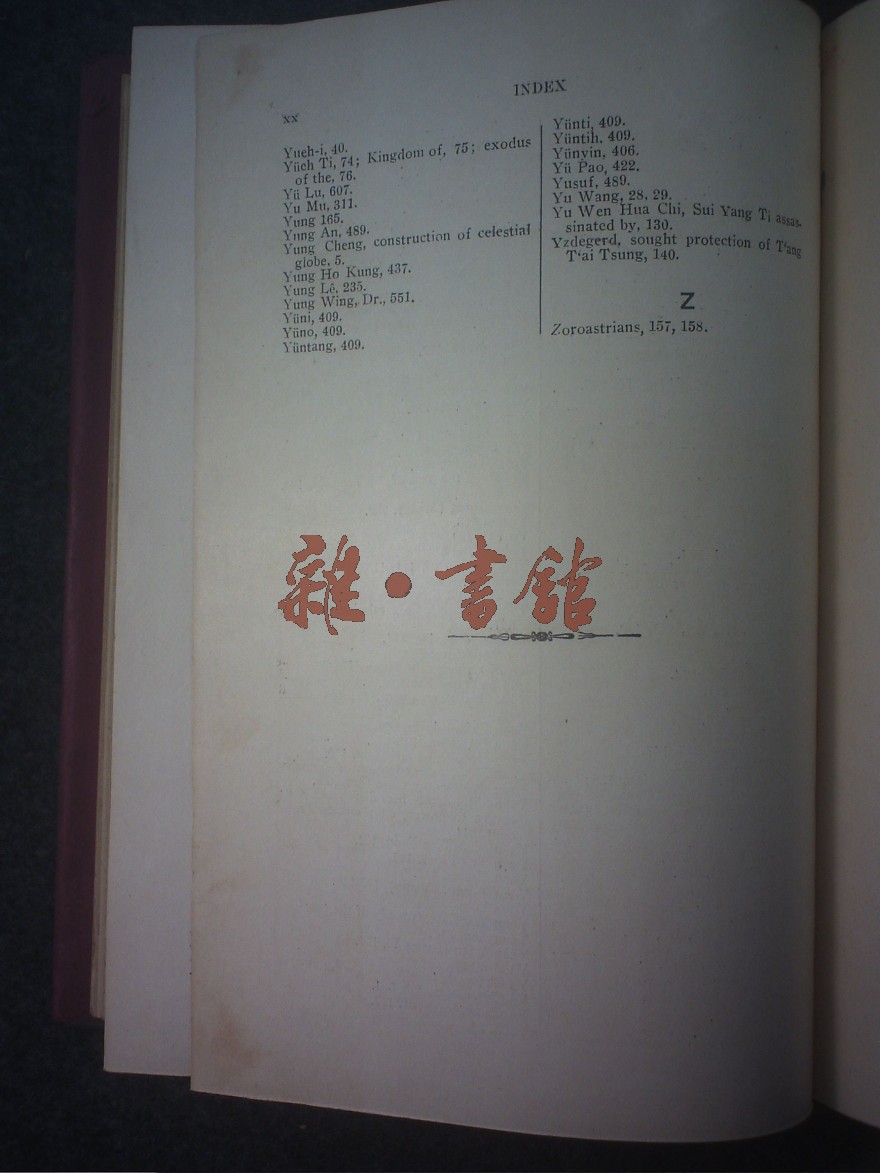 xx
INDEX
Yueh-i, 40.
Yüeh Ti, 74; Kingdom of, 75; exodus
of the, 76.
Yü Lu, 607.
Yu Mu, 311.
Yung 165.
Yung An, 489.
Yung Cheng, construction of celestial
globe, 5.
Yung Ho Kung, 437.
Yung Lê, 235.
Yung Wing, Dr., 551.
Yüni, 409.
Yüno, 409.
Yüntang, 409.
Yünti, 409.
Yüntih, 409.
Yünyin, 406.
Yü Pao, 422.
Yusuf, 489.
Yu Wang, 28, 29.
Yu Wen Hua Chi, Sui Yang Ti assas-
sinated by, 130.
Yzdegerd, sought protection of T‘ang
T‘ai Tsung, 140.
Z
Zoroastrians, 157, 158.
雜·書館